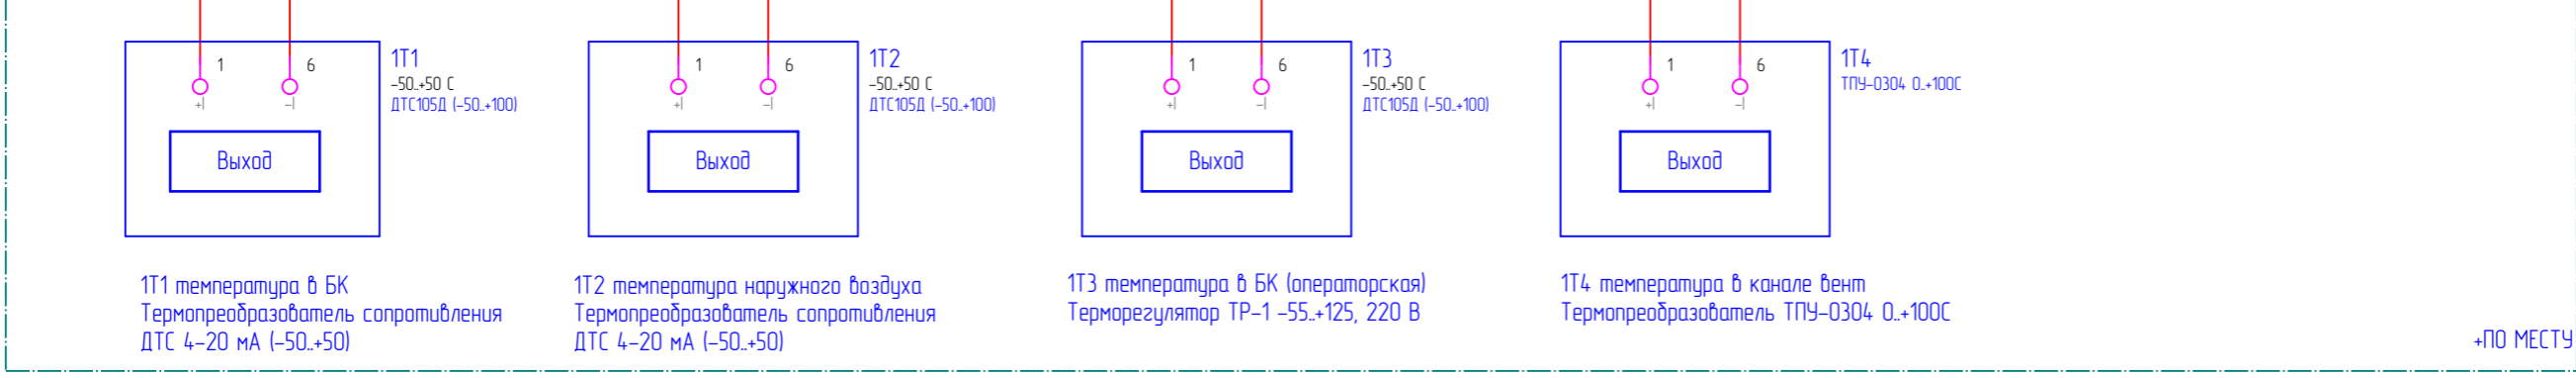 1 6
+| -|
Выход
1Т1
-50..+50 С
ДТС105Д (-50..+100)
1Т1 температура в БК
Термопреобразователь сопротивления
ДТС 4-20 мА (-50..+50)
1 6
+| -|
Выход
1Т2
-50..+50 С
ДТС105Д (-50..+100)
1Т2 температура наружного воздуха
Термопреобразователь сопротивления
ДТС 4-20 мА (-50..+50)
1 6
+| -|
Выход
1Т3
-50..+50 С
ДТС105Д (-50..+100)
1Т3 температура в БК (операторская)
Терморегулятор ТР-1 -55..+125, 220 В
1 6
+| -|
Выход
1Т4
ТПУ-0304 0..+100С
1Т4 температура в канале вент
Термопреобразователь ТПУ-0304 0..+100С
+ПО МЕСТУ